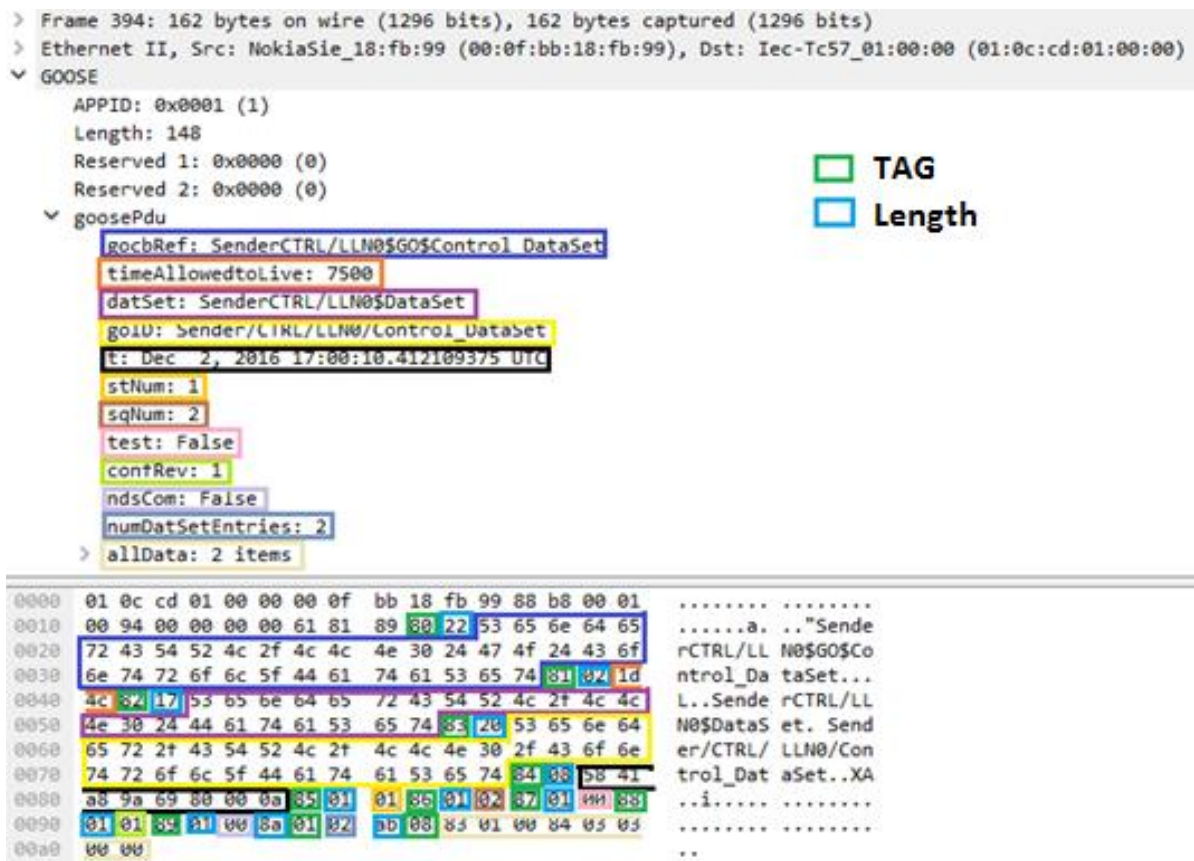 > Frame 394: 162 bytes on wire (1296 bits), 162 bytes captured (1296 bits)
> Ethernet II, Src: NokiaSie_18:fb:99 (00:0f:bb:18:fb:99), Dst: Iec-Tc57_01:00:00 (01:0c:cd:01:00:00)
GOOSE
APPID: 0x0001 (1)
Length: 148
Reserved 1: 0x0000 (0)
Reserved 2: 0x0000 (0)
goosePdu
gocbRef: SenderCTRL/LLN0$GO$Control_DataSet
timeAllowedtoLive: 7500
datSet: SenderCTRL/LLN0$DataSet
goID: Sender/CTRL/LLN0/Control_DataSet
t: Dec 2, 2016 17:00:10.412109375 UTC
stNum: 1
sqNum: 2
test: False
confRev: 1
ndsCom: False
numDatSetEntries: 2
> allData: 2 items
TAG
Length
0000 01 0c cd 01 00 00 00 0f bb 18 fb 99 88 b8 00 01 ........ ........
0010 00 94 00 00 00 00 61 81 89 80 22 53 65 6e 64 65 ......a. .."Sende
0020 72 43 54 52 4c 2f 4c 4c 4e 30 24 47 4f 24 43 6f rCTRL/LL N0$GO$Co
0030 6e 74 72 6f 6c 5f 44 61 74 61 53 65 74 81 02 1d ntrol_Da taSet...
0040 4c 82 17 53 65 6e 64 65 72 43 54 52 4c 2f 4c 4c L..Sende rCTRL/LL
0050 4e 30 24 44 61 74 61 53 65 74 83 20 53 65 6e 64 N0$DataS et. Send
0060 65 72 2f 43 54 52 4c 2f 4c 4c 4e 30 2f 43 6f 6e er/CTRL/ LLN0/Con
0070 74 72 6f 6c 5f 44 61 74 61 53 65 74 84 08 58 41 trol_Dat aSet..XA
0080 a8 9a 69 80 00 0a 85 01 01 86 01 02 87 01 00 88 ..i..... ........
0090 01 01 89 01 00 8a 01 02 ab 08 83 01 00 84 03 03 ........ ........
00a0 00 00 ..